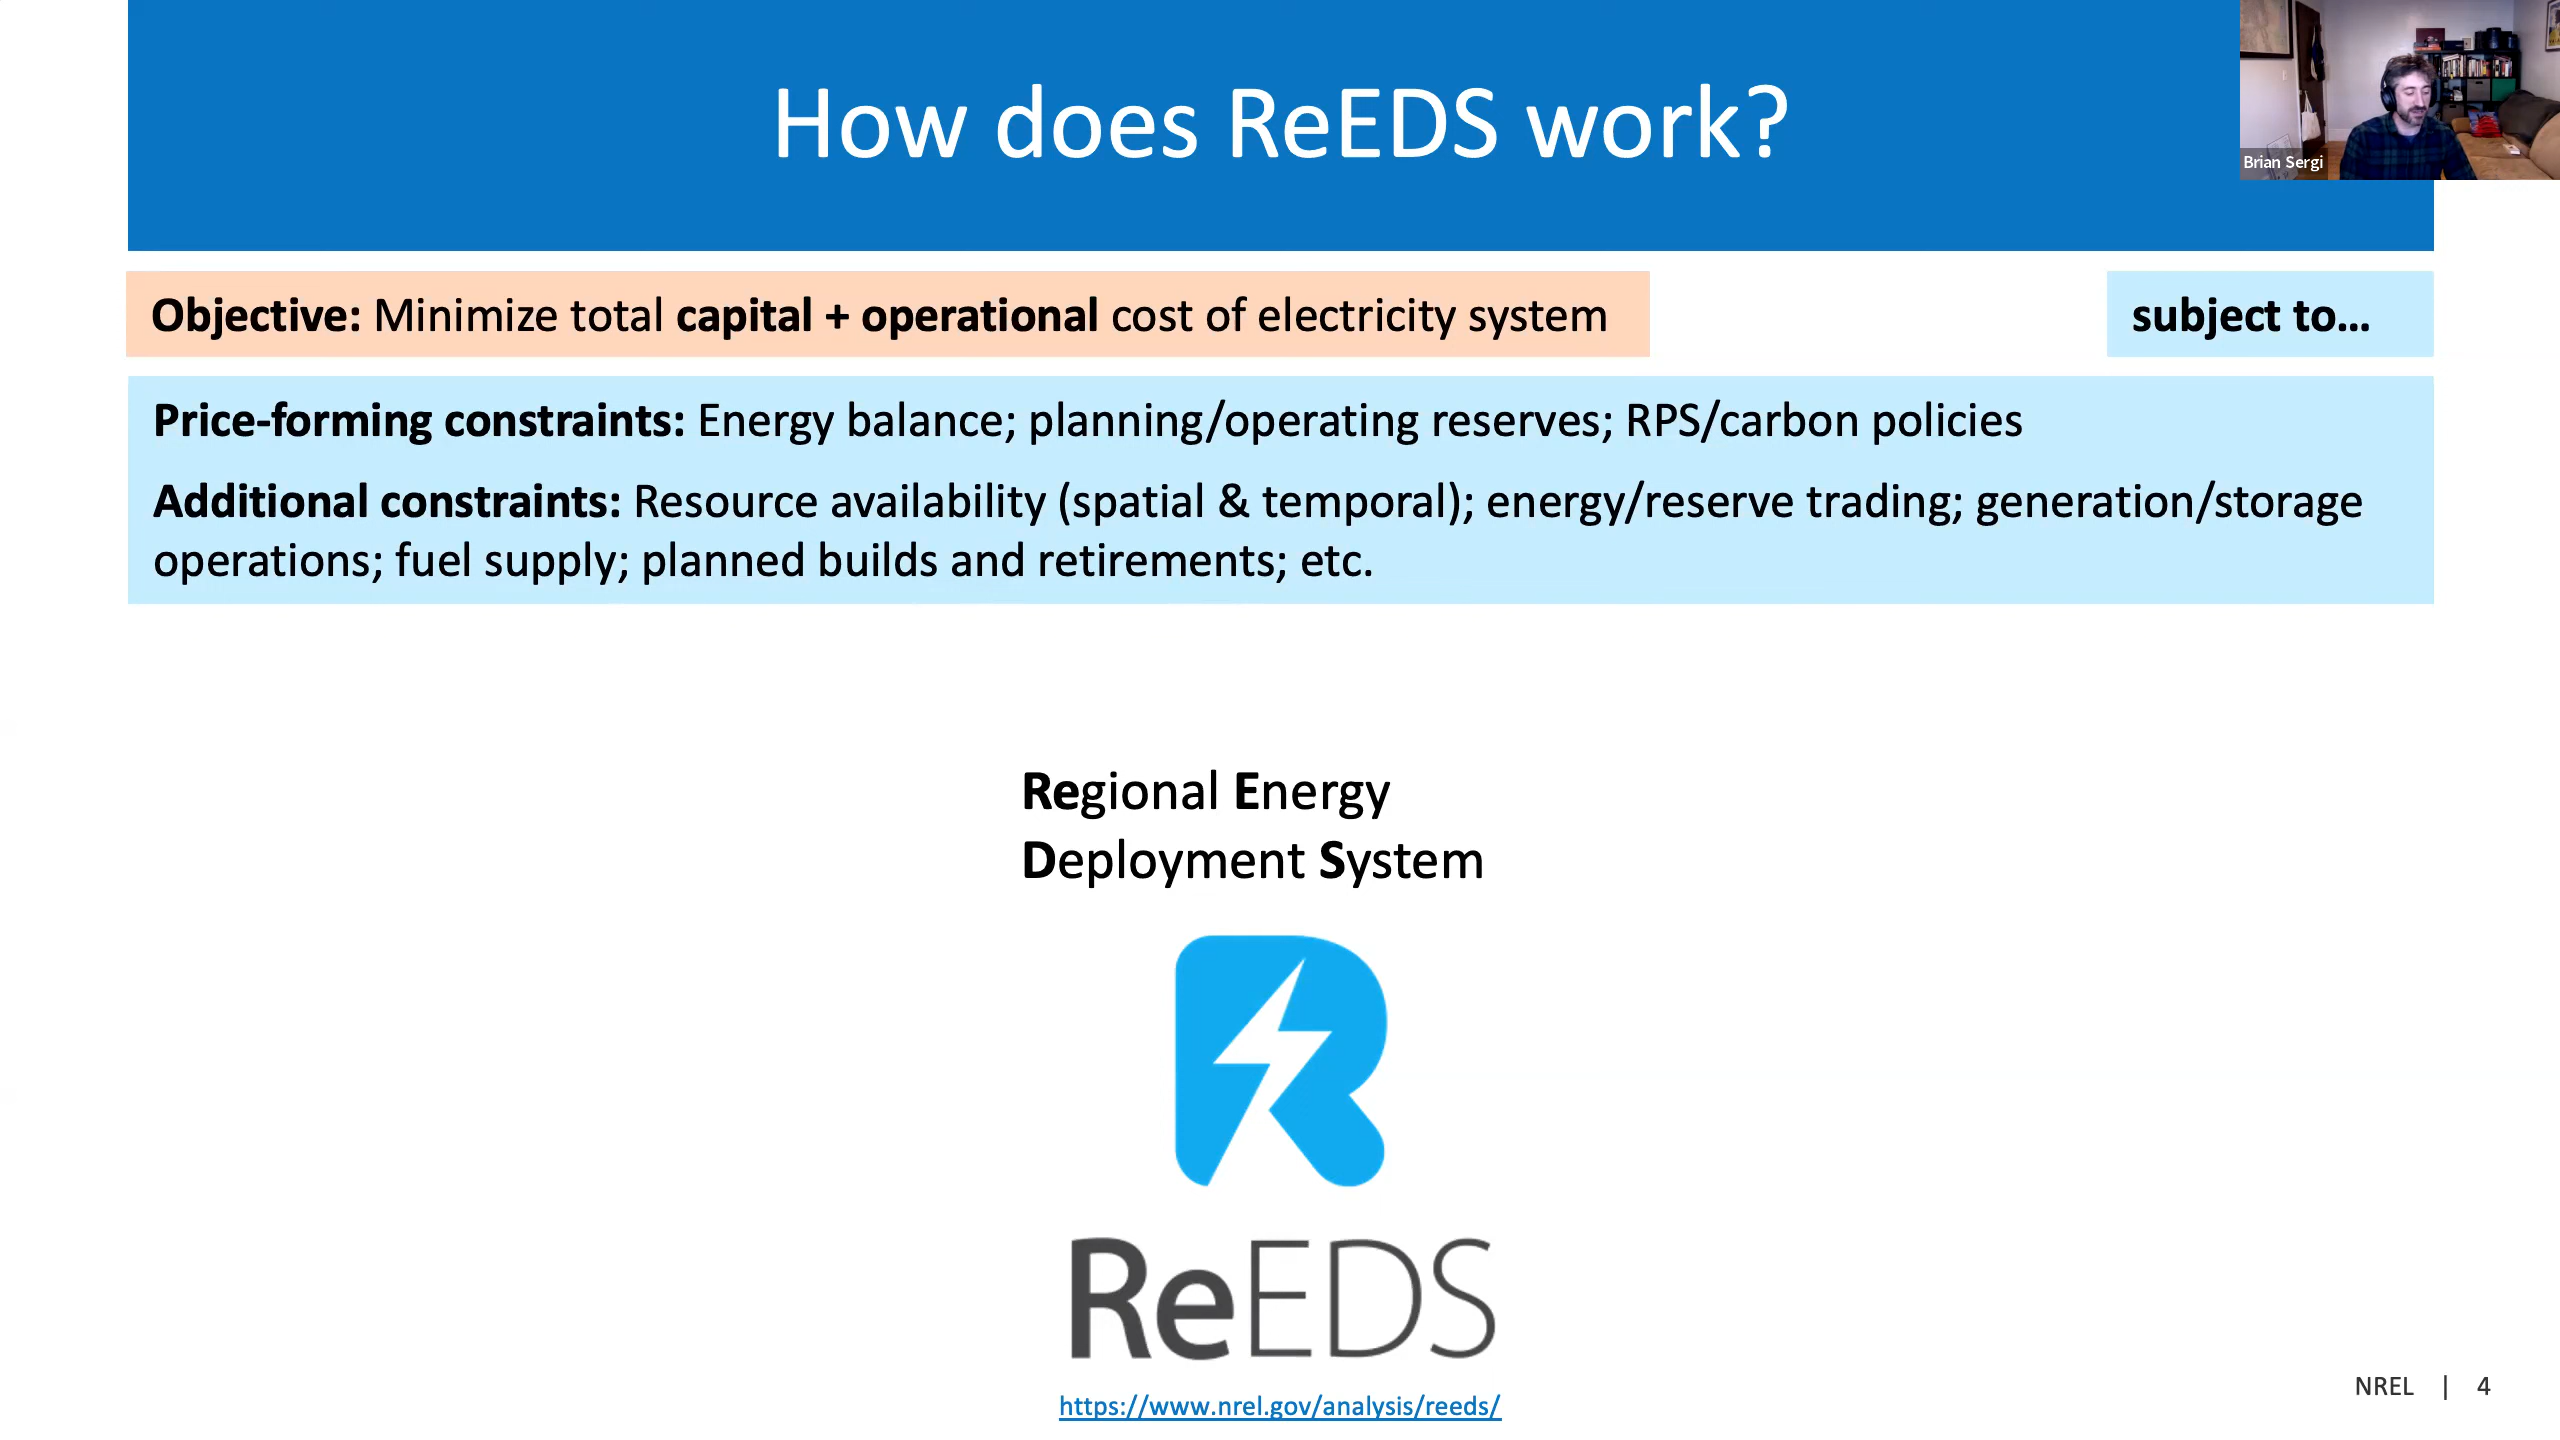 How does ReEDS work?
Brian Sergi
Objective: Minimize total capital + operational cost of electricity system
subject to...
Price-forming constraints: Energy balance; planning/operating reserves; RPS/carbon policies
Additional constraints: Resource availability (spatial & temporal); energy/reserve trading; generation/storage
operations; fuel supply; planned builds and retirements; etc.
Regional Energy
Deployment System
ReEDS
https://www.nrel.gov/analysis/reeds/
NREL | 4